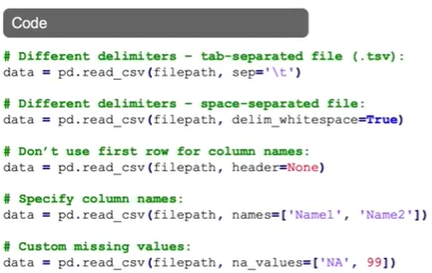 Code
# Different delimiters – tab-separated file (.tsv):
data = pd.read_csv(filepath, sep='\t')
# Different delimiters – space-separated file:
data = pd.read_csv(filepath, delim_whitespace=True)
# Don’t use first row for column names:
data = pd.read_csv(filepath, header=None)
# Specify column names:
data = pd.read_csv(filepath, names=['Name1', 'Name2'])
# Custom missing values:
data = pd.read_csv(filepath, na_values=['NA', 99])